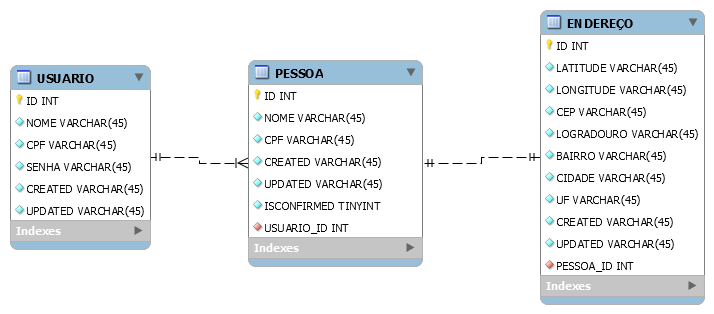 USUARIO
ID INT
NOME VARCHAR(45)
CPF VARCHAR(45)
SENHA VARCHAR(45)
CREATED VARCHAR(45)
UPDATED VARCHAR(45)
Indexes
PESSOA
ID INT
NOME VARCHAR(45)
CPF VARCHAR(45)
CREATED VARCHAR(45)
UPDATED VARCHAR(45)
ISCONFIRMED TINYINT
USUARIO_ID INT
Indexes
ENDEREÇO
ID INT
LATITUDE VARCHAR(45)
LONGITUDE VARCHAR(45)
CEP VARCHAR(45)
LOGRADOURO VARCHAR(45)
BAIRRO VARCHAR(45)
CIDADE VARCHAR(45)
UF VARCHAR(45)
CREATED VARCHAR(45)
UPDATED VARCHAR(45)
PESSOA_ID INT
Indexes